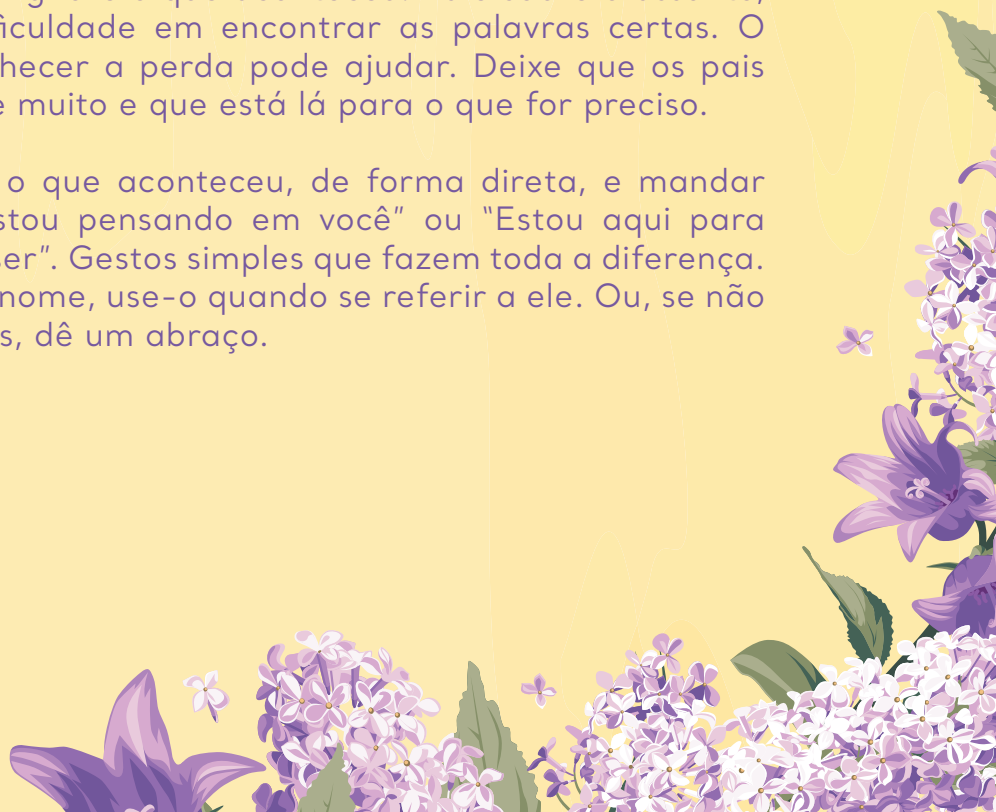 ficuldade em encontrar as palavras certas. O
hecer a perda pode ajudar. Deixe que os pais
e muito e que está lá para o que for preciso.
o que aconteceu, de forma direta, e mandar
stou pensando em você” ou “Estou aqui para
ser”. Gestos simples que fazem toda a diferença.
nome, use-o quando se referir a ele. Ou, se não
s, dê um abraço.